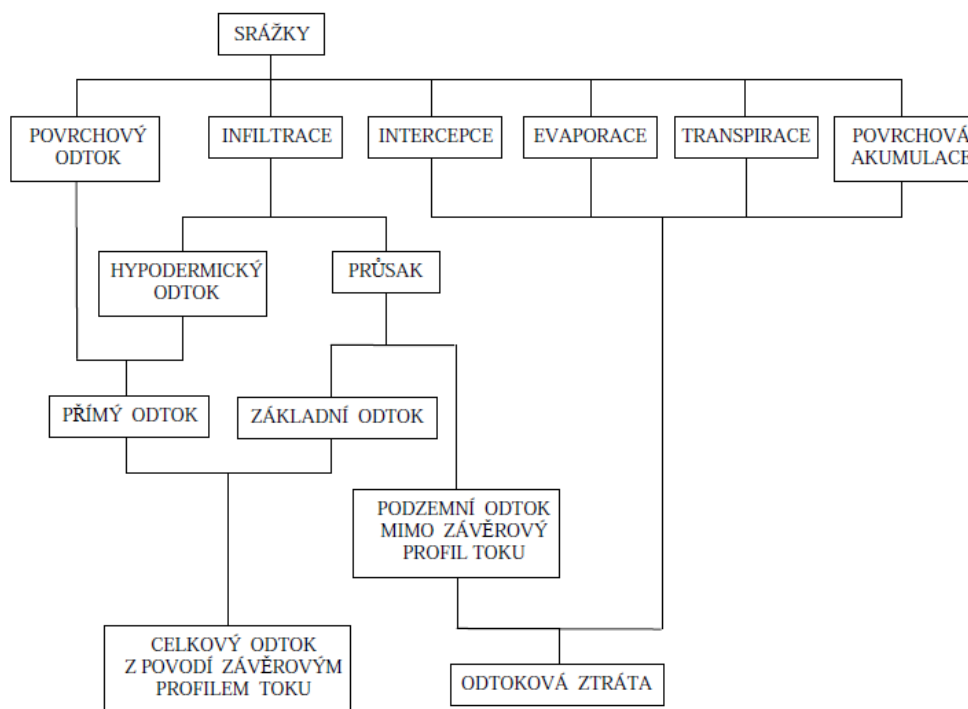 SRÁŽKY
POVRCHOVÝ
ODTOK
INFILTRACE
INTERCEPCE
EVAPORACE
TRANSPIRACE
POVRCHOVÁ
AKUMULACE
HYPODERMICKÝ
ODTOK
PRŮSAK
PŘÍMÝ ODTOK
ZÁKLADNÍ ODTOK
PODZEMNÍ ODTOK
MIMO ZÁVĚROVÝ
PROFIL TOKU
CELKOVÝ ODTOK
Z POVODÍ ZÁVĚROVÝM
PROFILEM TOKU
ODTOKOVÁ ZTRÁTA